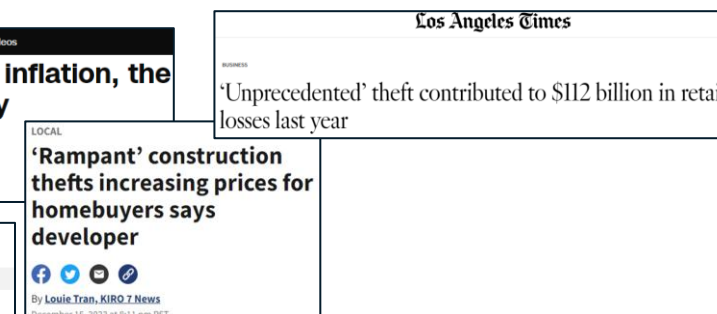 eos
inflation, the
y
Los Angeles Times
BUSINESS
‘Unprecedented’ theft contributed to $112 billion in retai
losses last year
LOCAL
‘Rampant’ construction
thefts increasing prices for
homebuyers says
developer
By Louie Tran, KIRO 7 News